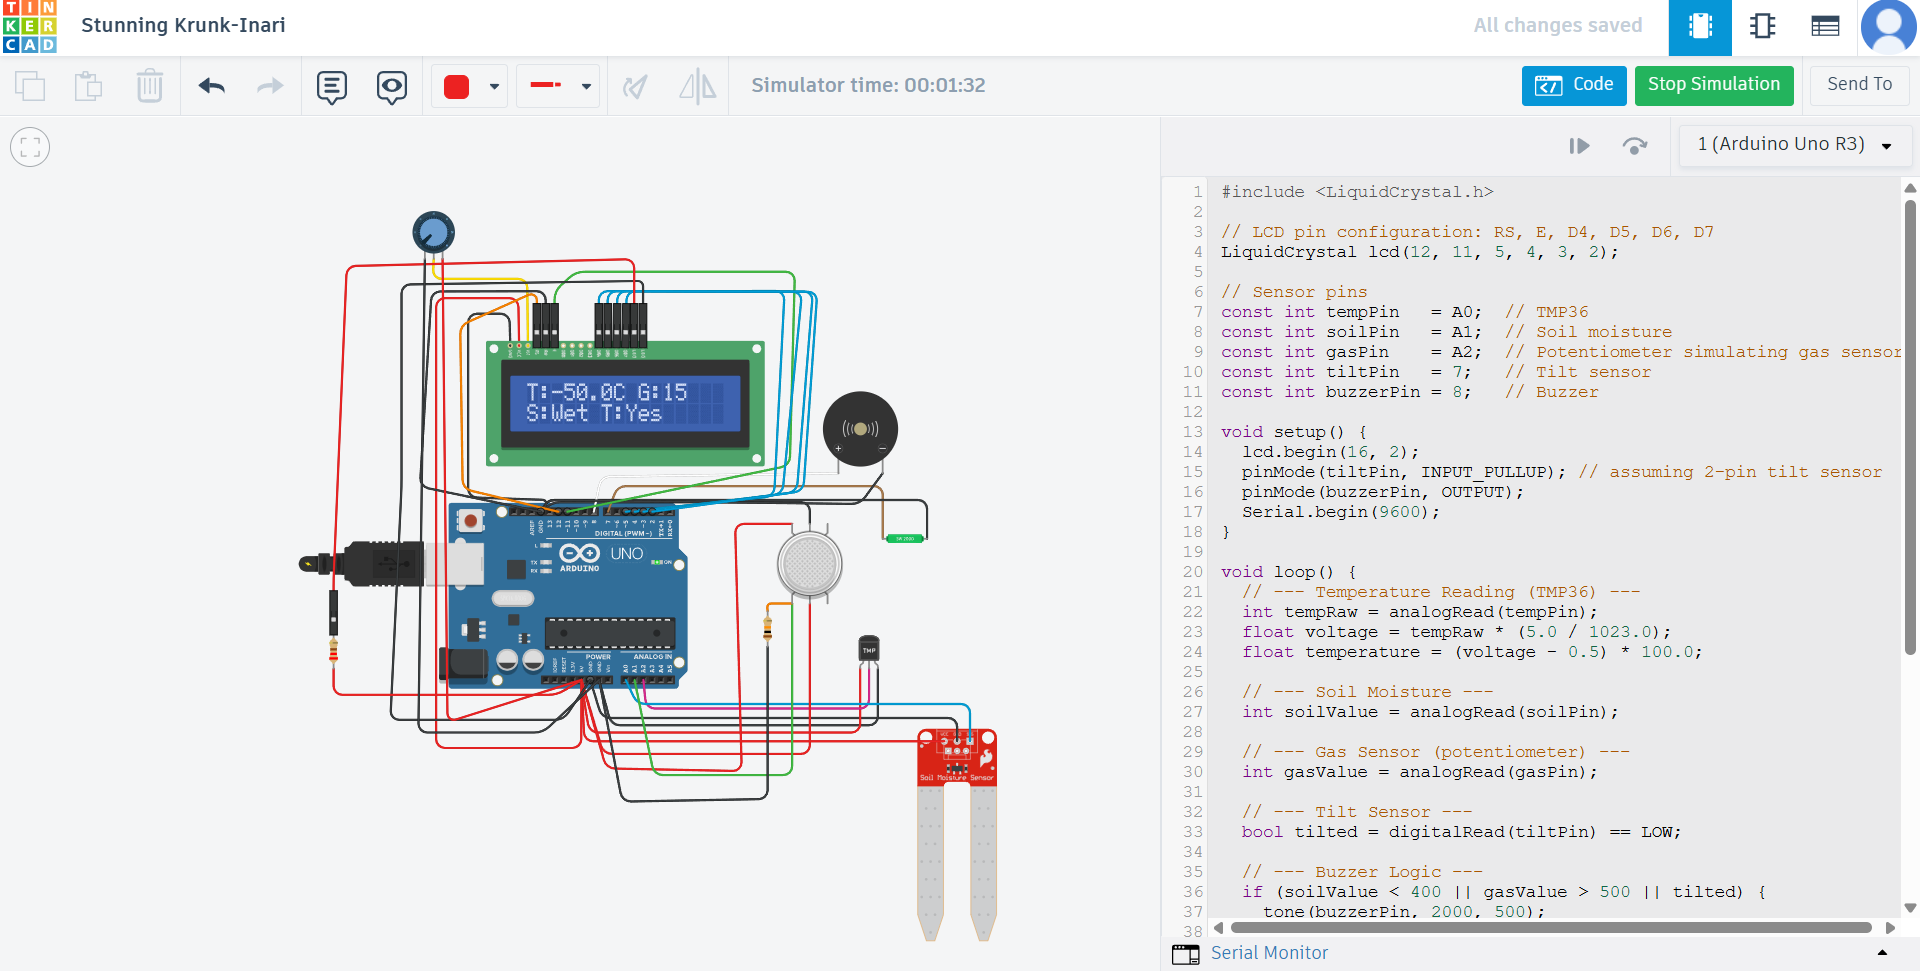 TINKERCAD
Stunning Krunk-Inari
All changes saved
Simulator time: 00:01:32
Code
Stop Simulation
Send To
1 (Arduino Uno R3)
T:-50.0C G:15
S:Wet T:Yes
DIGITAL (PWM~)
UNO
ARDUINO
ON
POWER
ANALOG IN
TMP
Soil Moisture Sensor
1 #include <LiquidCrystal.h>
2
3 // LCD pin configuration: RS, E, D4, D5, D6, D7
4 LiquidCrystal lcd(12, 11, 5, 4, 3, 2);
5
6 // Sensor pins
7 const int tempPin = A0; // TMP36
8 const int soilPin = A1; // Soil moisture
9 const int gasPin = A2; // Potentiometer simulating gas sensor
10 const int tiltPin = 7; // Tilt sensor
11 const int buzzerPin = 8; // Buzzer
12
13 void setup() {
14 lcd.begin(16, 2);
15 pinMode(tiltPin, INPUT_PULLUP); // assuming 2-pin tilt sensor
16 pinMode(buzzerPin, OUTPUT);
17 Serial.begin(9600);
18 }
19
20 void loop() {
21 // --- Temperature Reading (TMP36) ---
22 int tempRaw = analogRead(tempPin);
23 float voltage = tempRaw * (5.0 / 1023.0);
24 float temperature = (voltage - 0.5) * 100.0;
25
26 // --- Soil Moisture ---
27 int soilValue = analogRead(soilPin);
28
29 // --- Gas Sensor (potentiometer) ---
30 int gasValue = analogRead(gasPin);
31
32 // --- Tilt Sensor ---
33 bool tilted = digitalRead(tiltPin) == LOW;
34
35 // --- Buzzer Logic ---
36 if (soilValue < 400 || gasValue > 500 || tilted) {
37 tone(buzzerPin, 2000, 500);
38
Serial Monitor